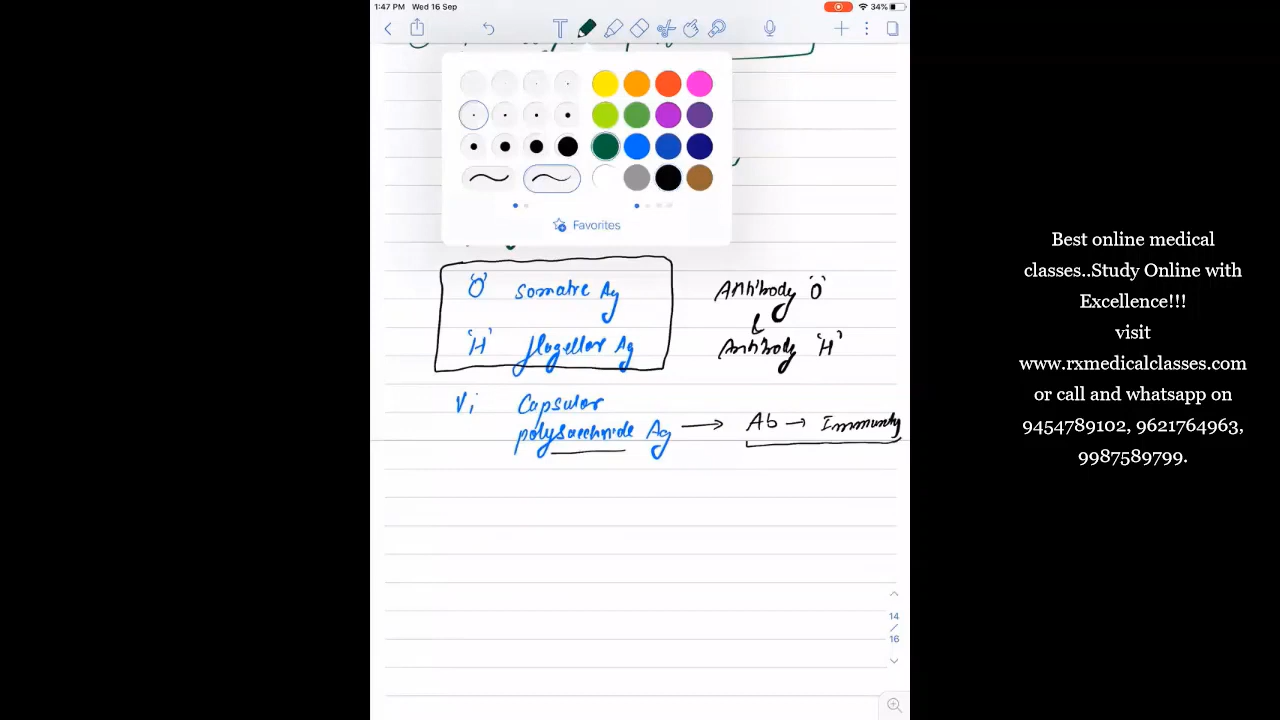 1:47 PM Wed 16 Sep
34%
Favorites
'O' somatic Ag Antibody 'O'
'H' flagellar Ag Antibody 'H'
Vi Capsular
polysaccharide Ag → Ab → Immunity
14
/
16
Best online medical
classes..Study Online with
Excellence!!!
visit
www.rxmedicalclasses.com
or call and whatsapp on
9454789102, 9621764963,
9987589799.